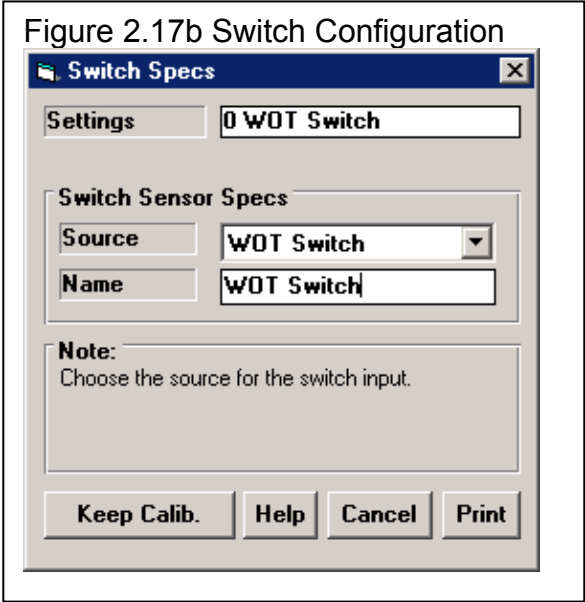 Figure 2.17b Switch Configuration
Switch Specs
Settings 0 WOT Switch
Switch Sensor Specs
Source WOT Switch
Name WOT Switch
Note:
Choose the source for the switch input.
Keep Calib. Help Cancel Print